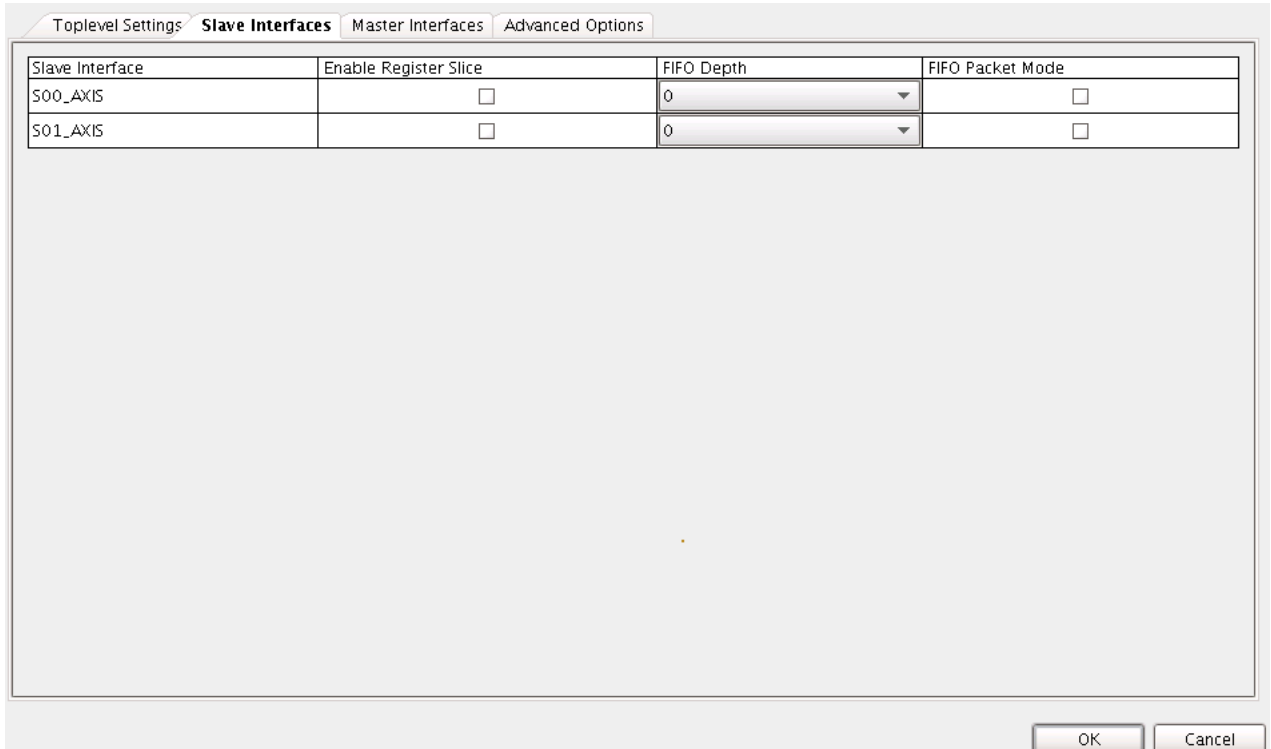 Toplevel Settings Slave Interfaces Master Interfaces Advanced Options
Slave Interface Enable Register Slice FIFO Depth FIFO Packet Mode
S00_AXIS 0
S01_AXIS 0
OK Cancel